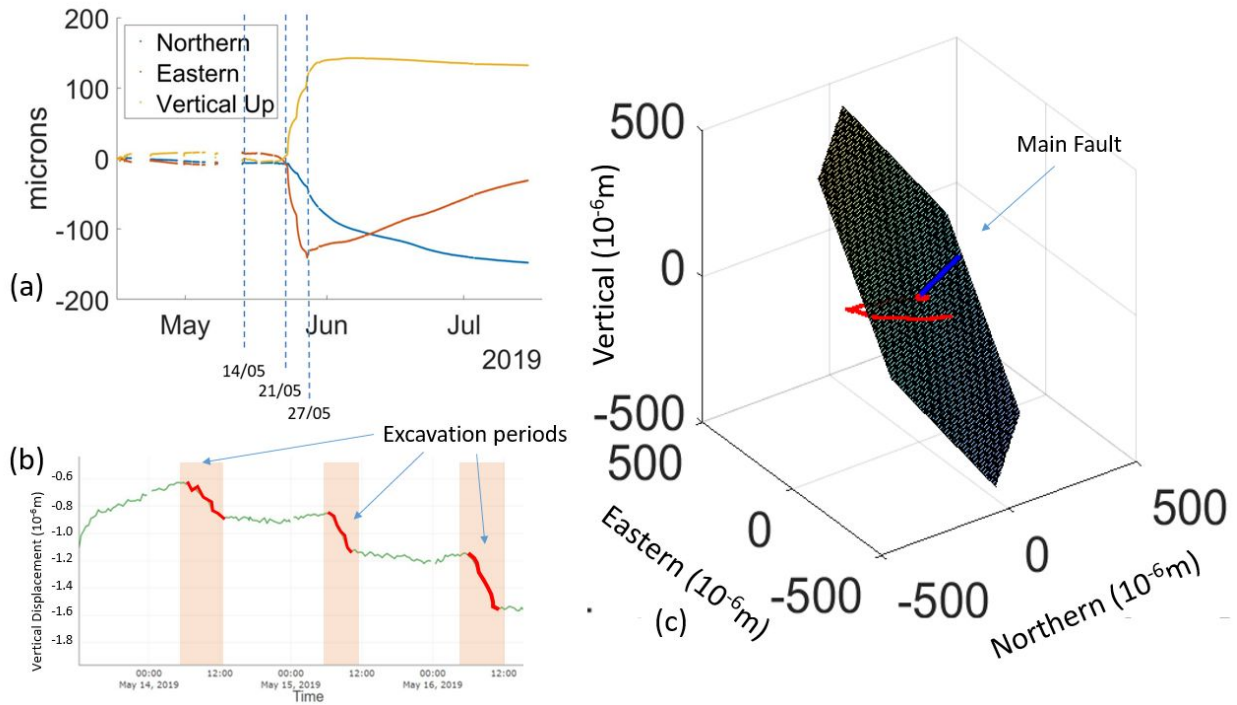 200
100
0
-100
-200
microns
Northern
Eastern
Vertical Up
May
Jun
Jul
2019
14/05
21/05
27/05
(a)
(b)
Excavation periods
-0.6
-0.8
-1.0
-1.2
-1.4
-1.6
-1.8
Vertical Displacement (10⁻⁶m)
00:00
May 14, 2019
12:00
00:00
May 15, 2019
12:00
00:00
May 16, 2019
12:00
Time
Main Fault
500
0
-500
Vertical (10⁻⁶m)
500
0
-500
Eastern (10⁻⁶m)
-500
0
500
Northern (10⁻⁶m)
(c)